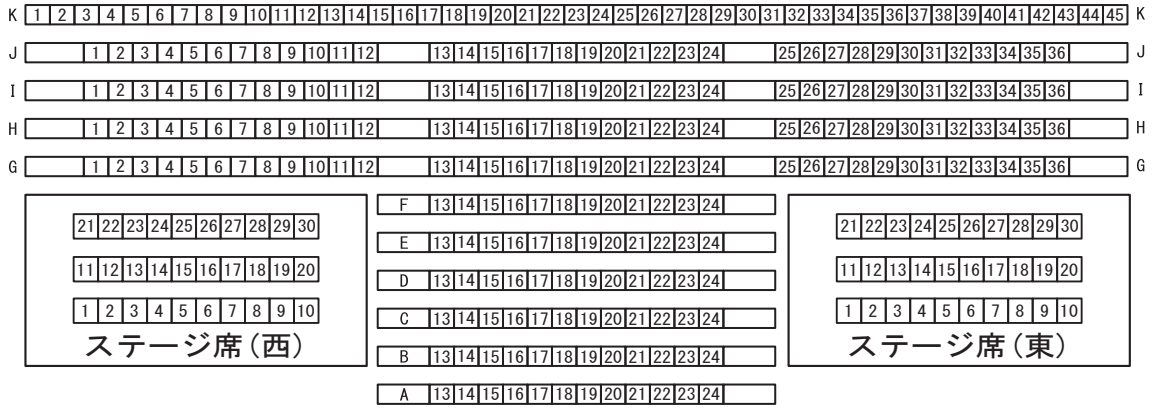 K 1 2 3 4 5 6 7 8 9 10 11 12 13 14 15 16 17 18 19 20 21 22 23 24 25 26 27 28 29 30 31 32 33 34 35 36 37 38 39 40 41 42 43 44 45 K
J 1 2 3 4 5 6 7 8 9 10 11 12 13 14 15 16 17 18 19 20 21 22 23 24 25 26 27 28 29 30 31 32 33 34 35 36 J
I 1 2 3 4 5 6 7 8 9 10 11 12 13 14 15 16 17 18 19 20 21 22 23 24 25 26 27 28 29 30 31 32 33 34 35 36 I
H 1 2 3 4 5 6 7 8 9 10 11 12 13 14 15 16 17 18 19 20 21 22 23 24 25 26 27 28 29 30 31 32 33 34 35 36 H
G 1 2 3 4 5 6 7 8 9 10 11 12 13 14 15 16 17 18 19 20 21 22 23 24 25 26 27 28 29 30 31 32 33 34 35 36 G
21 22 23 24 25 26 27 28 29 30
11 12 13 14 15 16 17 18 19 20
1 2 3 4 5 6 7 8 9 10
ステージ席(西)
F 13 14 15 16 17 18 19 20 21 22 23 24
E 13 14 15 16 17 18 19 20 21 22 23 24
D 13 14 15 16 17 18 19 20 21 22 23 24
C 13 14 15 16 17 18 19 20 21 22 23 24
B 13 14 15 16 17 18 19 20 21 22 23 24
A 13 14 15 16 17 18 19 20 21 22 23 24
21 22 23 24 25 26 27 28 29 30
11 12 13 14 15 16 17 18 19 20
1 2 3 4 5 6 7 8 9 10
ステージ席(東)